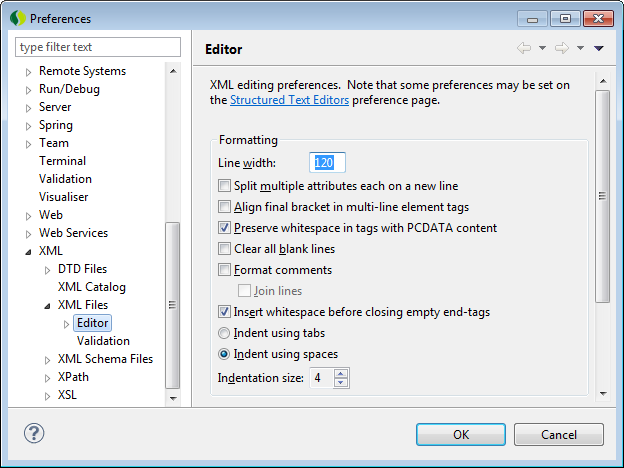 Preferences
type filter text
Remote Systems
Run/Debug
Server
Spring
Team
Terminal
Validation
Visualiser
Web
Web Services
XML
DTD Files
XML Catalog
XML Files
Editor
Validation
XML Schema Files
XPath
XSL
Editor
XML editing preferences.  Note that some preferences may be set on
the Structured Text Editors preference page.
Formatting
Line width: 120
Split multiple attributes each on a new line
Align final bracket in multi-line element tags
Preserve whitespace in tags with PCDATA content
Clear all blank lines
Format comments
Join lines
Insert whitespace before closing empty end-tags
Indent using tabs
Indent using spaces
Indentation size: 4
?
OK
Cancel